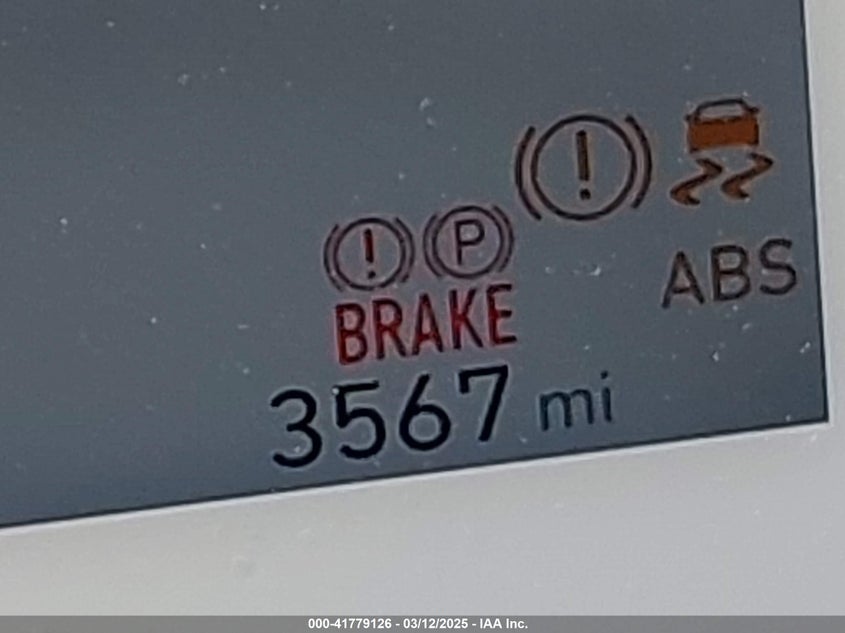 ! P !
ABS
BRAKE
3567 mi
000-41779126 - 03/12/2025 - IAA Inc.